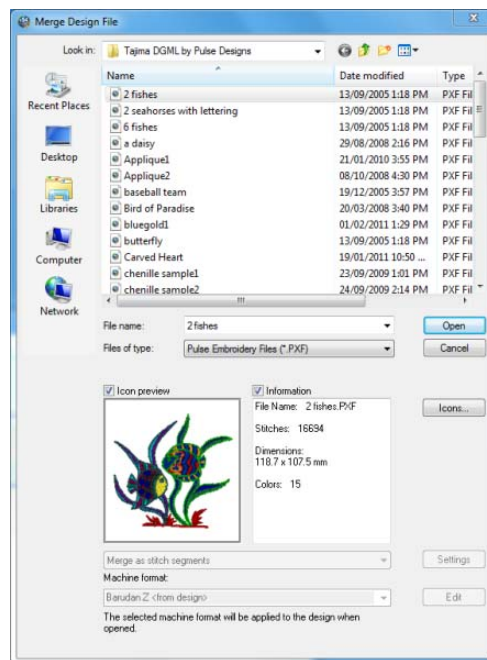 Merge Design File
Look in:
Tajima DGML by Pulse Designs
Name Date modified Type
Recent Places
Desktop
Libraries
Computer
Network
2 fishes 13/09/2005 1:18 PM PXF Fil
2 seahorses with lettering 13/09/2005 1:18 PM PXF Fil
6 fishes 13/09/2005 1:18 PM PXF Fil
a daisy 29/08/2008 2:16 PM PXF Fil
Applique1 21/01/2010 3:55 PM PXF Fil
Applique2 08/10/2008 4:30 PM PXF Fil
baseball team 19/12/2005 3:57 PM PXF Fil
Bird of Paradise 20/03/2008 3:40 PM PXF Fil
bluegold1 01/02/2011 1:29 PM PXF Fil
butterfly 13/09/2005 1:18 PM PXF Fil
Carved Heart 19/01/2011 10:50 ... PXF Fil
chenille sample1 23/09/2009 1:01 PM PXF Fil
chenille sample2 24/09/2009 2:14 PM PXF Fil
File name: 2 fishes Open
Files of type: Pulse Embroidery Files (*.PXF) Cancel
Icon preview
Information
File Name: 2 fishes.PXF
Stitches: 16694
Dimensions:
118.7 x 107.5 mm
Colors: 15
Icons...
Merge as stitch segments Settings
Machine format:
Barudan Z <from design> Edit
The selected machine format will be applied to the design when
opened.